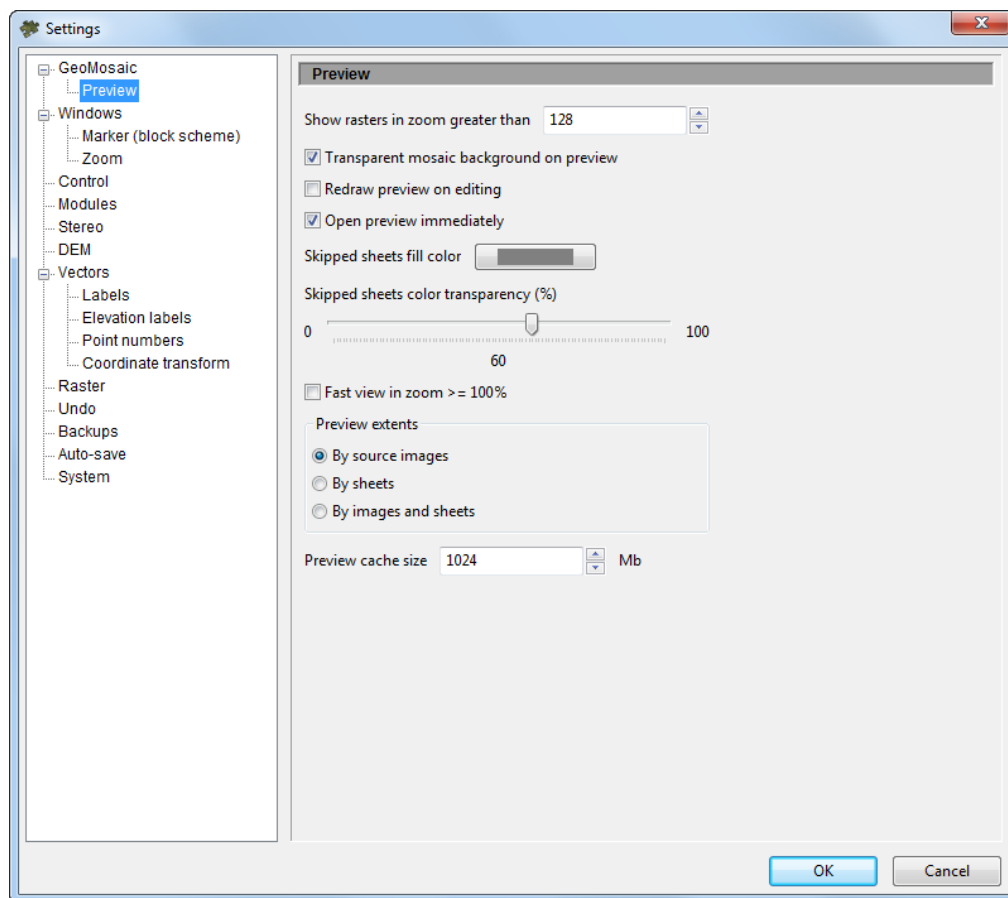 Settings
GeoMosaic
Preview
Windows
Marker (block scheme)
Zoom
Control
Modules
Stereo
DEM
Vectors
Labels
Elevation labels
Point numbers
Coordinate transform
Raster
Undo
Backups
Auto-save
System
Preview
Show rasters in zoom greater than 128
Transparent mosaic background on preview
Redraw preview on editing
Open preview immediately
Skipped sheets fill color
Skipped sheets color transparency (%)
0 100
60
Fast view in zoom >= 100%
Preview extents
By source images
By sheets
By images and sheets
Preview cache size 1024 Mb
OK Cancel